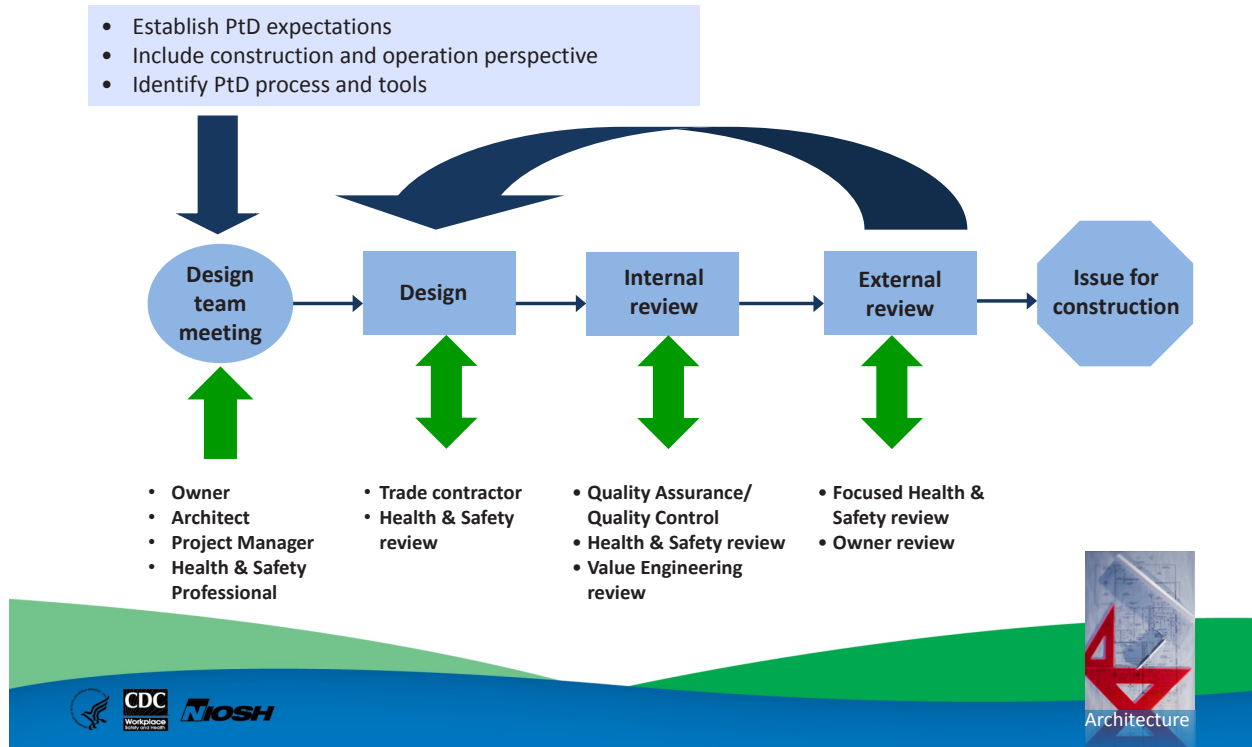 • Establish PtD expectations
• Include construction and operation perspective
• Identify PtD process and tools
Design
team
meeting
Design
Internal
review
External
review
Issue for
construction
• Owner
• Architect
• Project Manager
• Health & Safety
Professional
• Trade contractor
• Health & Safety
review
• Quality Assurance/
Quality Control
• Health & Safety review
• Value Engineering
review
• Focused Health &
Safety review
• Owner review
CDC
Workplace
Safety and Health
NIOSH
Architecture